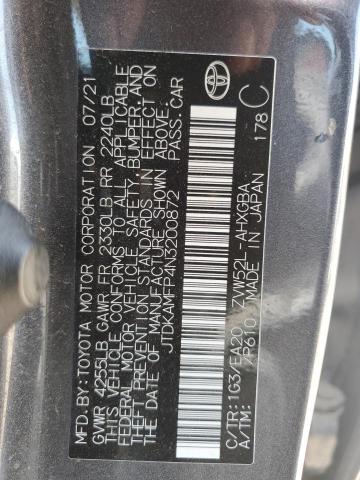 MFD.BY:TOYOTA MOTOR CORPORATION 07/21
GVWR 4255LB GAWR FR 2330LB RR 2240LB
THIS VEHICLE CONFORMS TO ALL APPLICABLE
FEDERAL MOTOR VEHICLE SAFETY, BUMPER, AND
THEFT PREVENTION STANDARDS IN EFFECT ON
THE DATE OF MANUFACTURE SHOWN ABOVE.
JTDKAMFP4N3200872 PASS.CAR
C/TR:1G3/FA20 ZVW52L-AHXGBA
A/TM: -/P610 MADE IN JAPAN
178 C